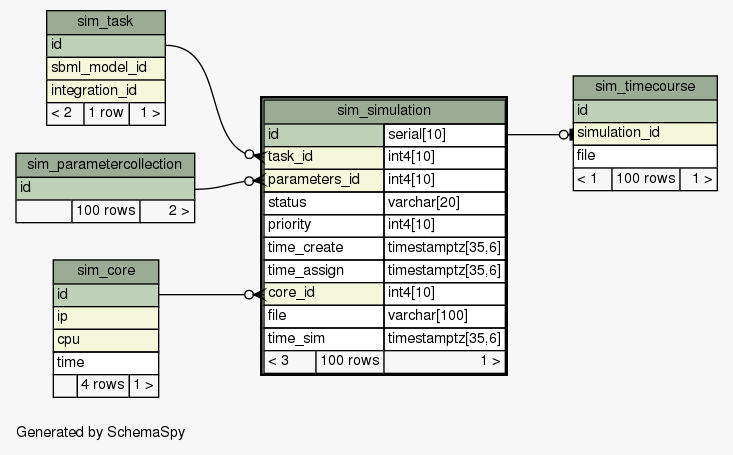 sim_task
id
sbml_model_id
integration_id
< 2 1 row 1 >
sim_parametercollection
id
100 rows 2 >
sim_core
id
ip
cpu
time
4 rows 1 >
sim_simulation
id serial[10]
task_id int4[10]
parameters_id int4[10]
status varchar[20]
priority int4[10]
time_create timestamptz[35,6]
time_assign timestamptz[35,6]
core_id int4[10]
file varchar[100]
time_sim timestamptz[35,6]
< 3 100 rows 1 >
sim_timecourse
id
simulation_id
file
< 1 100 rows 1 >
Generated by SchemaSpy